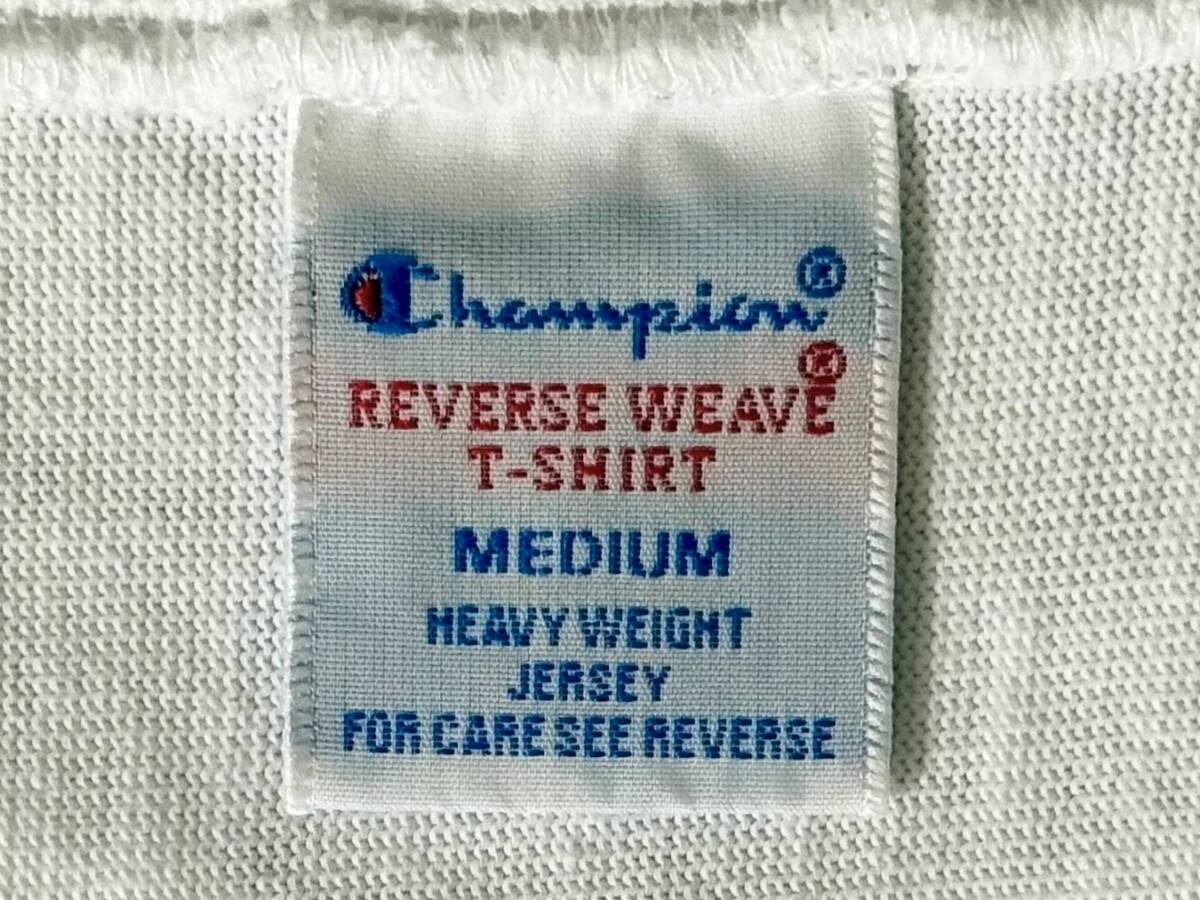 Champion®
REVERSE WEAVE®
T-SHIRT
MEDIUM
HEAVY WEIGHT
JERSEY
FOR CARE SEE REVERSE